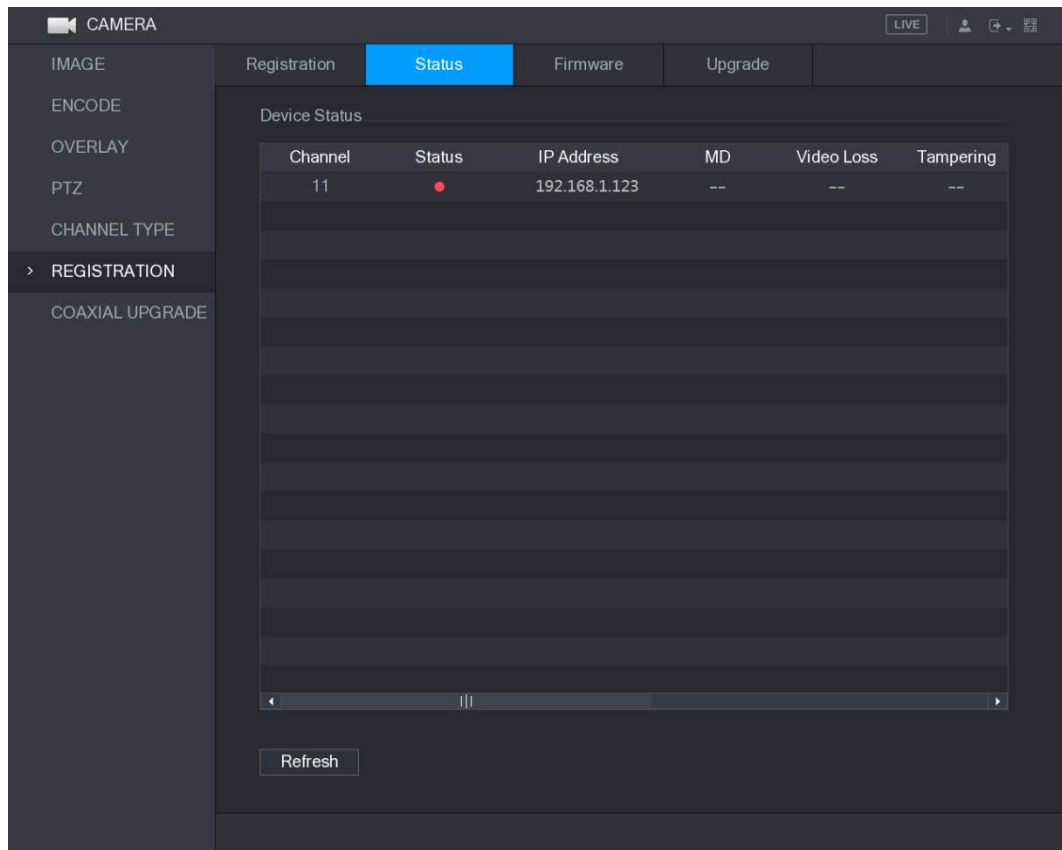 CAMERA
LIVE
IMAGE
ENCODE
OVERLAY
PTZ
CHANNEL TYPE
> REGISTRATION
COAXIAL UPGRADE
Registration Status Firmware Upgrade
Device Status
Channel Status IP Address MD Video Loss Tampering
11 192.168.1.123 -- -- --
Refresh